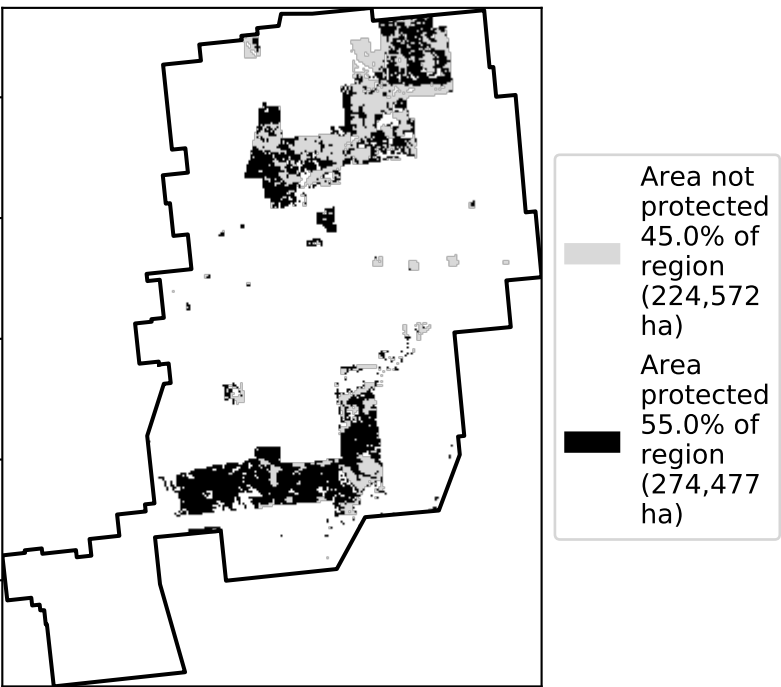 Area not
protected
45.0% of
region
(224,572
ha)
Area
protected
55.0% of
region
(274,477
ha)